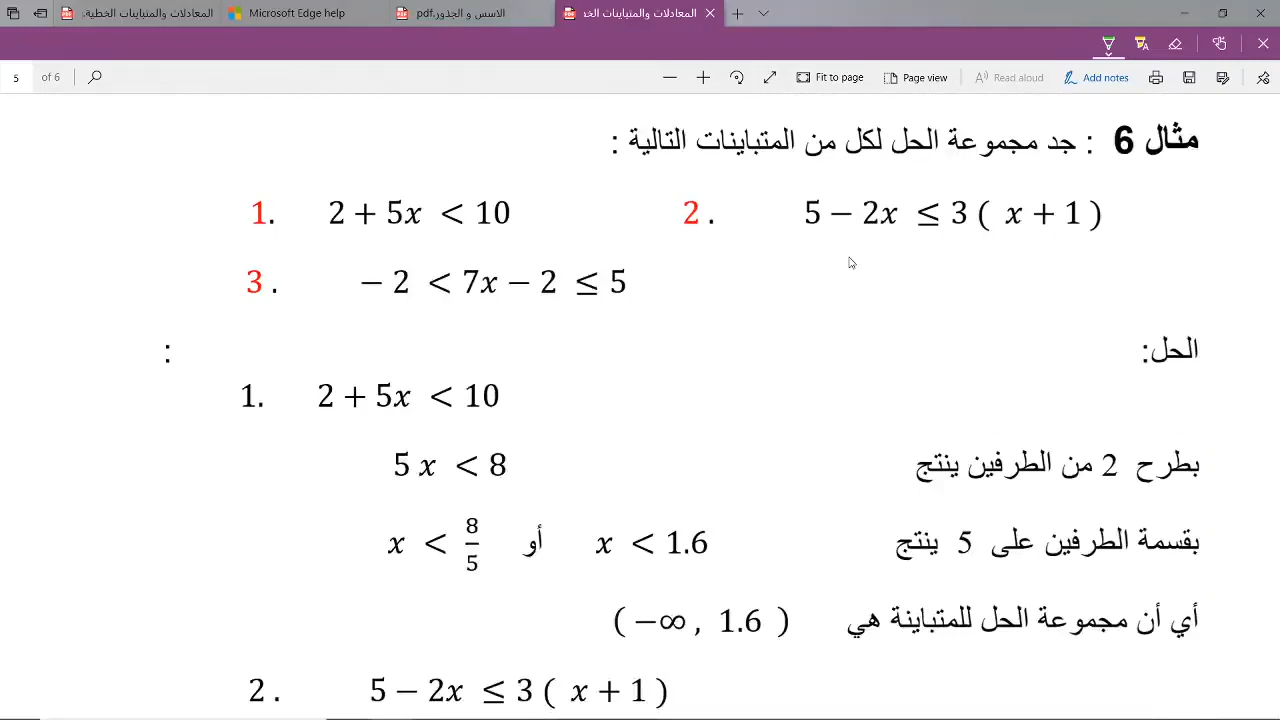 المعادلات والمتباينات الخطية
Microsoft Edge help
الاسس و الجذور.pdf
المعادلات والمتباينات الخد
5 of 6
Fit to page
Page view
Read aloud
Add notes
مثال 6 : جد مجموعة الحل لكل من المتباينات التالية :
1. 2 + 5x < 10 2 . 5 − 2x ≤ 3 ( x + 1 )
3 . − 2 < 7x − 2 ≤ 5
الحل: :
1. 2 + 5x < 10
بطرح 2 من الطرفين ينتج 5 x < 8
بقسمة الطرفين على 5 ينتج x < 8/5 أو x < 1.6
أي أن مجموعة الحل للمتباينة هي ( −∞ , 1.6 )
2 . 5 − 2x ≤ 3 ( x + 1 )